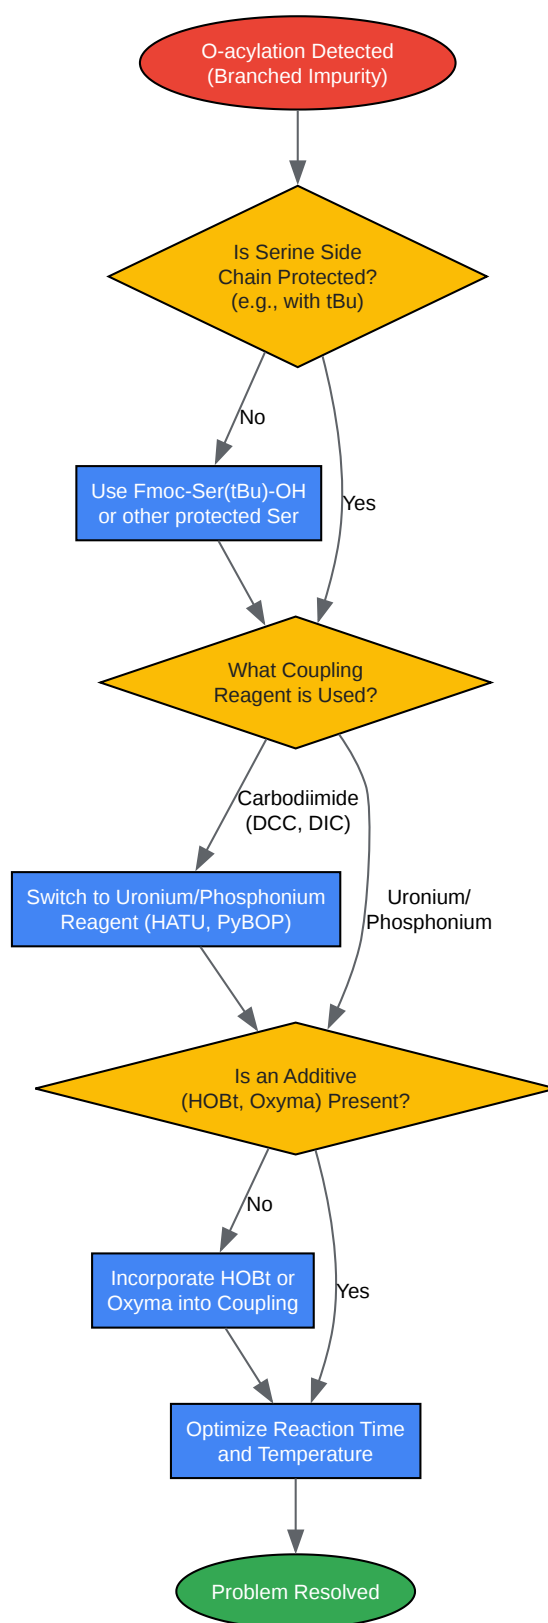 O-acylation Detected
(Branched Impurity)
Is Serine Side
Chain Protected?
(e.g., with tBu)
No
Use Fmoc-Ser(tBu)-OH
or other protected Ser
Yes
What Coupling
Reagent is Used?
Carbodiimide
(DCC, DIC)
Switch to Uronium/Phosphonium
Reagent (HATU, PyBOP)
Uronium/
Phosphonium
Is an Additive
(HOBt, Oxyma) Present?
No
Incorporate HOBt or
Oxyma into Coupling
Yes
Optimize Reaction Time
and Temperature
Problem Resolved